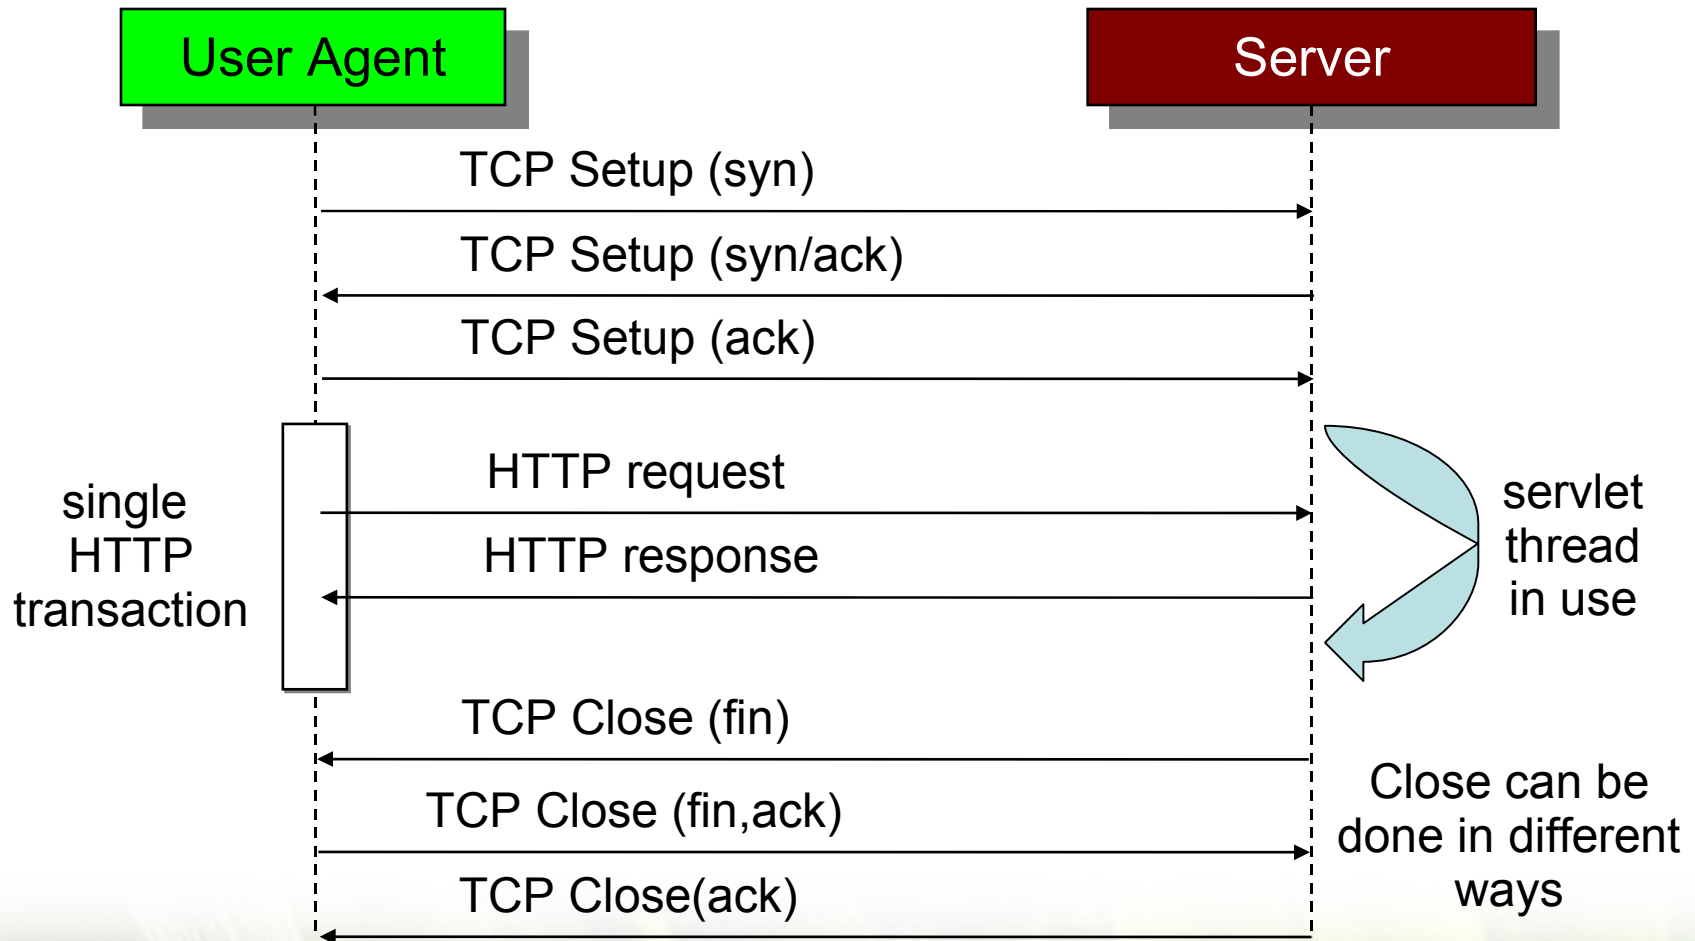 User Agent
Server
TCP Setup (syn)
TCP Setup (syn/ack)
TCP Setup (ack)
single
HTTP
transaction
HTTP request
HTTP response
servlet
thread
in use
TCP Close (fin)
TCP Close (fin,ack)
TCP Close(ack)
Close can be
done in different
ways